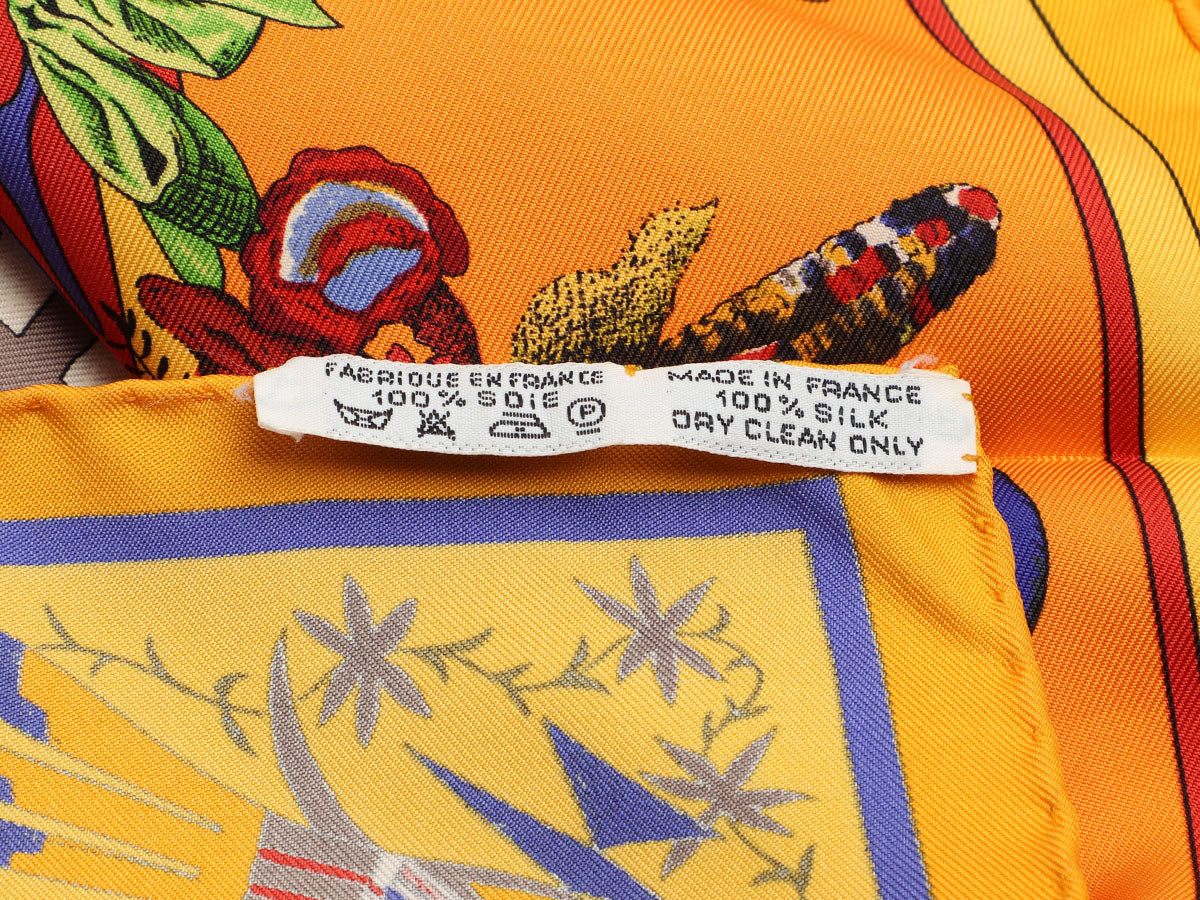 FABRIQUE EN FRANCE
100% SOIE
P
MADE IN FRANCE
100% SILK
DRY CLEAN ONLY